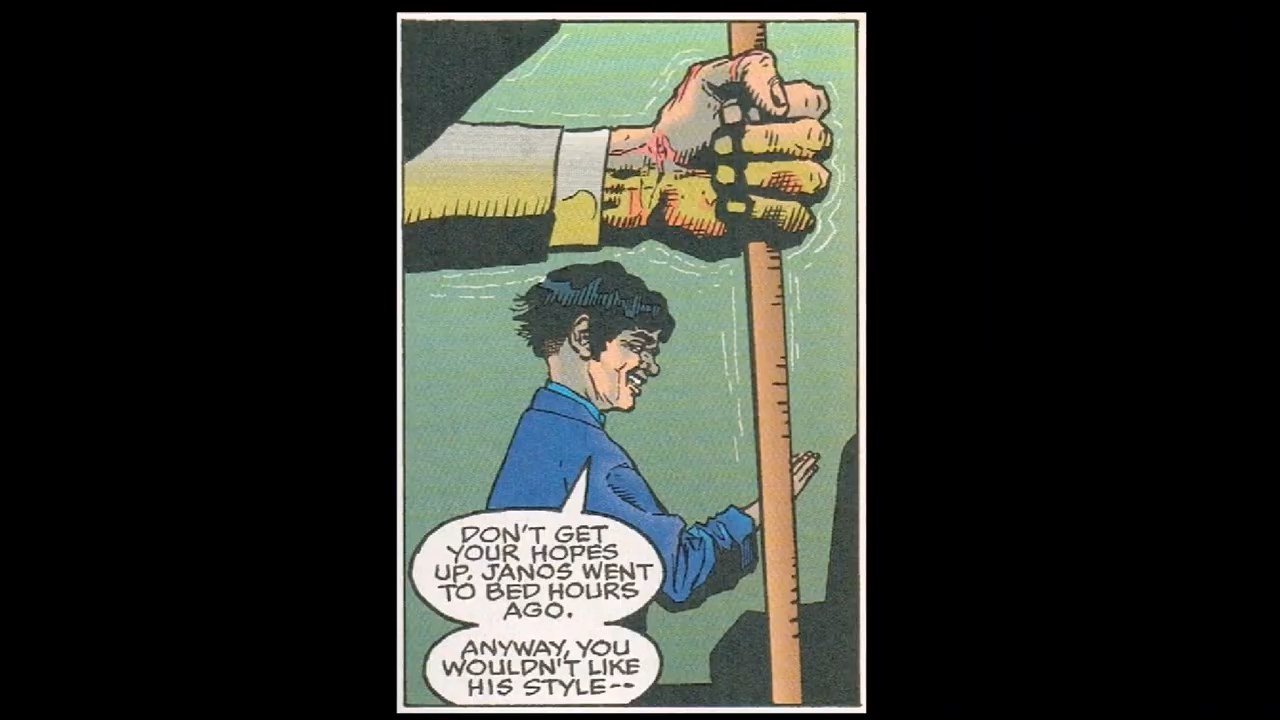 DON'T GET
YOUR HOPES
UP. JANOS WENT
TO BED HOURS
AGO.
ANYWAY, YOU
WOULDN'T LIKE
HIS STYLE--